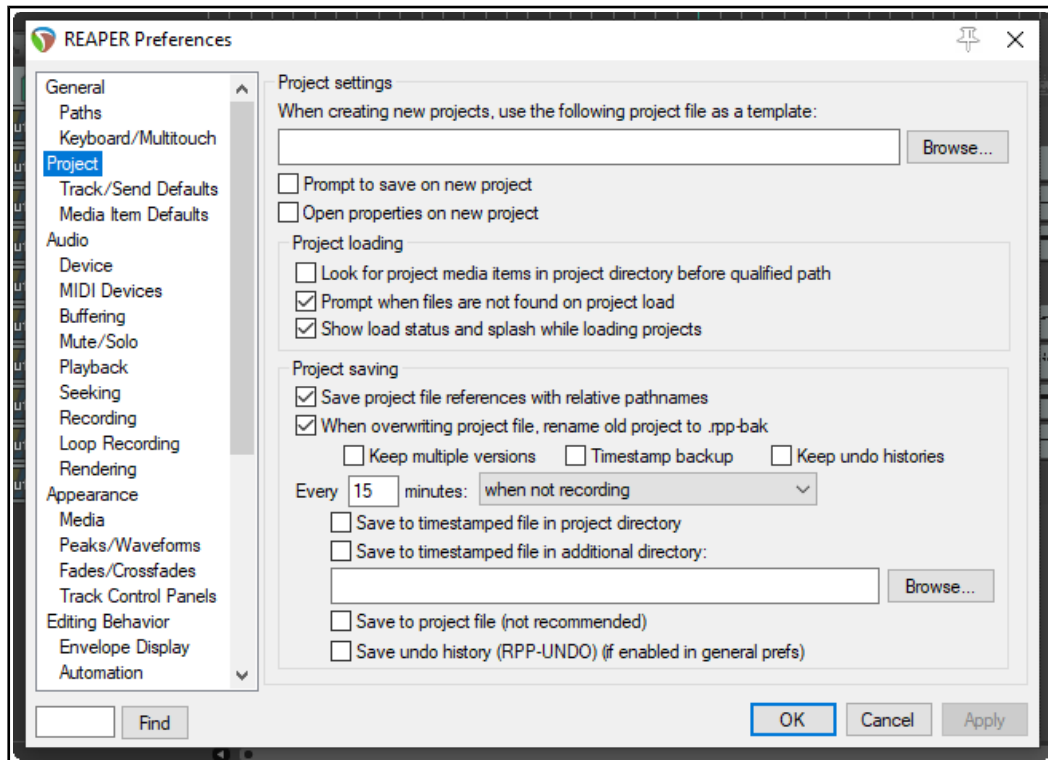 REAPER Preferences
General
Paths
Keyboard/Multitouch
Project
Track/Send Defaults
Media Item Defaults
Audio
Device
MIDI Devices
Buffering
Mute/Solo
Playback
Seeking
Recording
Loop Recording
Rendering
Appearance
Media
Peaks/Waveforms
Fades/Crossfades
Track Control Panels
Editing Behavior
Envelope Display
Automation
Find
Project settings
When creating new projects, use the following project file as a template:
Browse...
Prompt to save on new project
Open properties on new project
Project loading
Look for project media items in project directory before qualified path
Prompt when files are not found on project load
Show load status and splash while loading projects
Project saving
Save project file references with relative pathnames
When overwriting project file, rename old project to .rpp-bak
Keep multiple versions Timestamp backup Keep undo histories
Every 15 minutes: when not recording
Save to timestamped file in project directory
Save to timestamped file in additional directory:
Browse...
Save to project file (not recommended)
Save undo history (RPP-UNDO) (if enabled in general prefs)
OK Cancel Apply